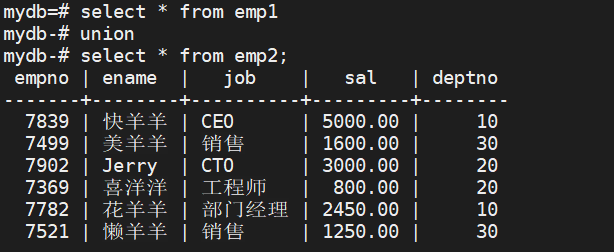 mydb=# select * from emp1
mydb-# union
mydb-# select * from emp2;
 empno | ename  |   job    |   sal   | deptno
-------+--------+----------+---------+--------
  7839 | 快羊羊 | CEO      | 5000.00 |     10
  7499 | 美羊羊 | 销售     | 1600.00 |     30
  7902 | Jerry  | CTO      | 3000.00 |     20
  7369 | 喜洋洋 | 工程师   |  800.00 |     20
  7782 | 花羊羊 | 部门经理 | 2450.00 |     10
  7521 | 懒羊羊 | 销售     | 1250.00 |     30